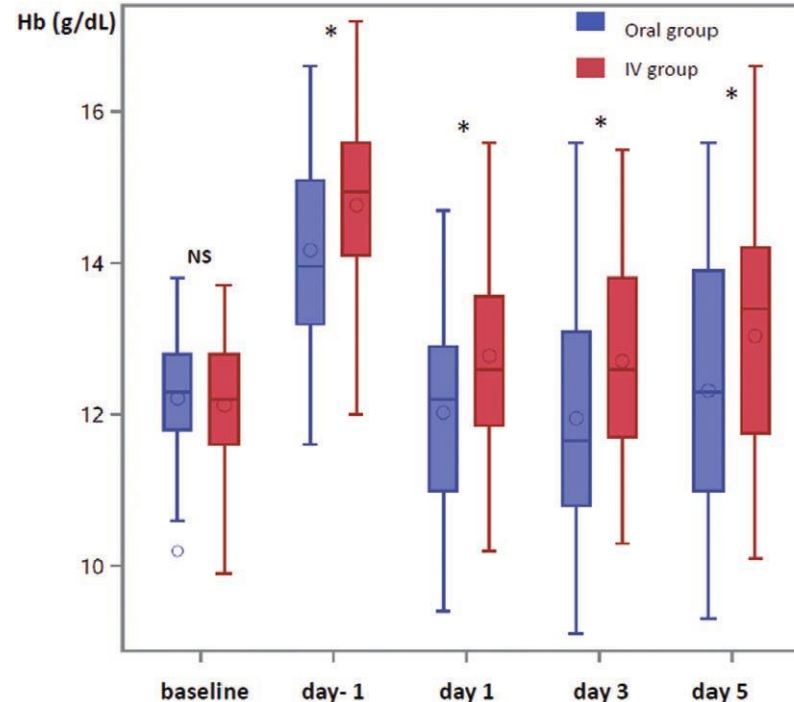 Hb (g/dL)
Oral group
IV group
*
*
*
*
NS
16
14
12
10
baseline
day- 1
day 1
day 3
day 5